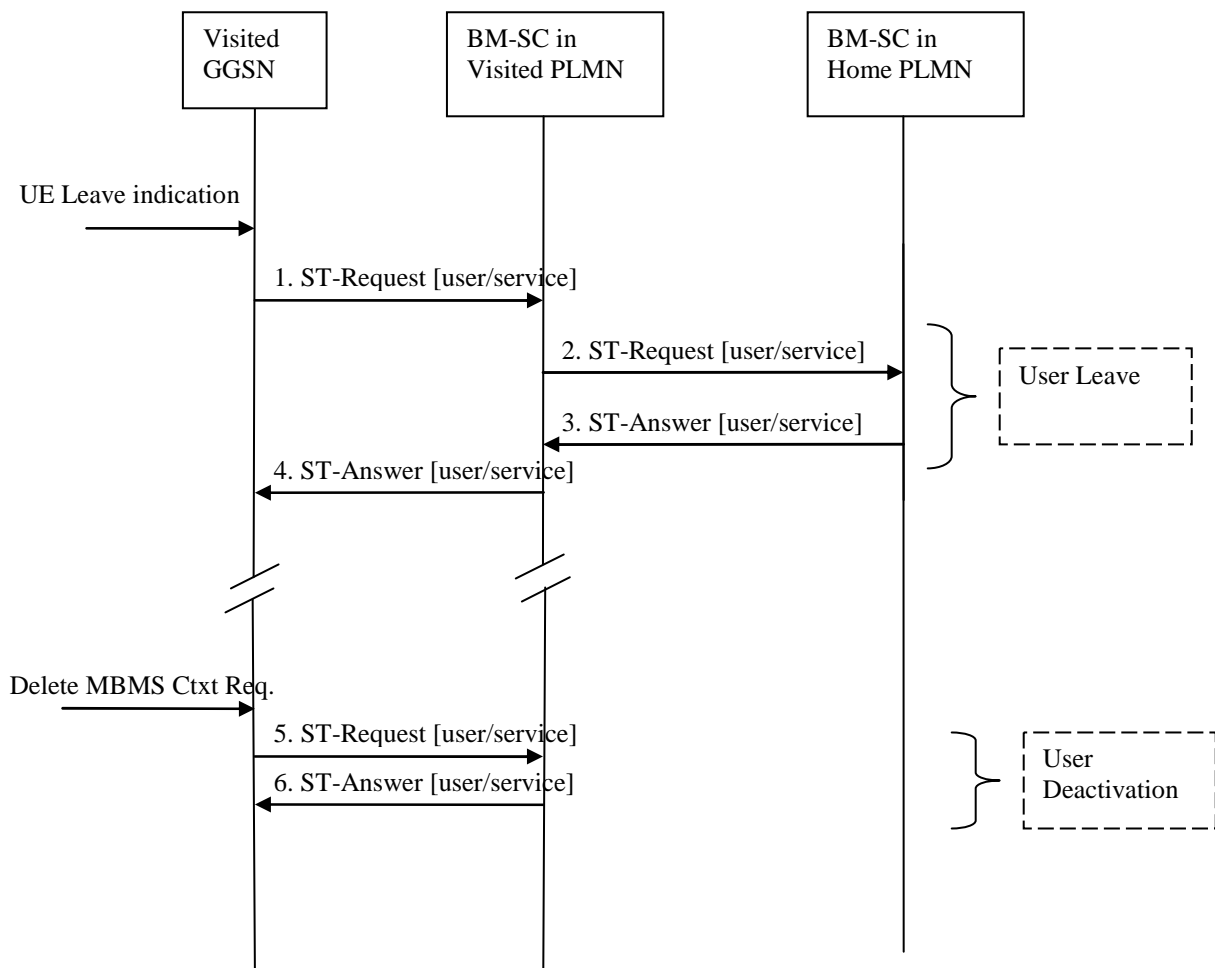 Visited
GGSN
BM-SC in
Visited PLMN
BM-SC in
Home PLMN
UE Leave indication
1. ST-Request [user/service]
2. ST-Request [user/service]
User Leave
3. ST-Answer [user/service]
4. ST-Answer [user/service]
Delete MBMS Ctxt Req.
5. ST-Request [user/service]
6. ST-Answer [user/service]
User
Deactivation